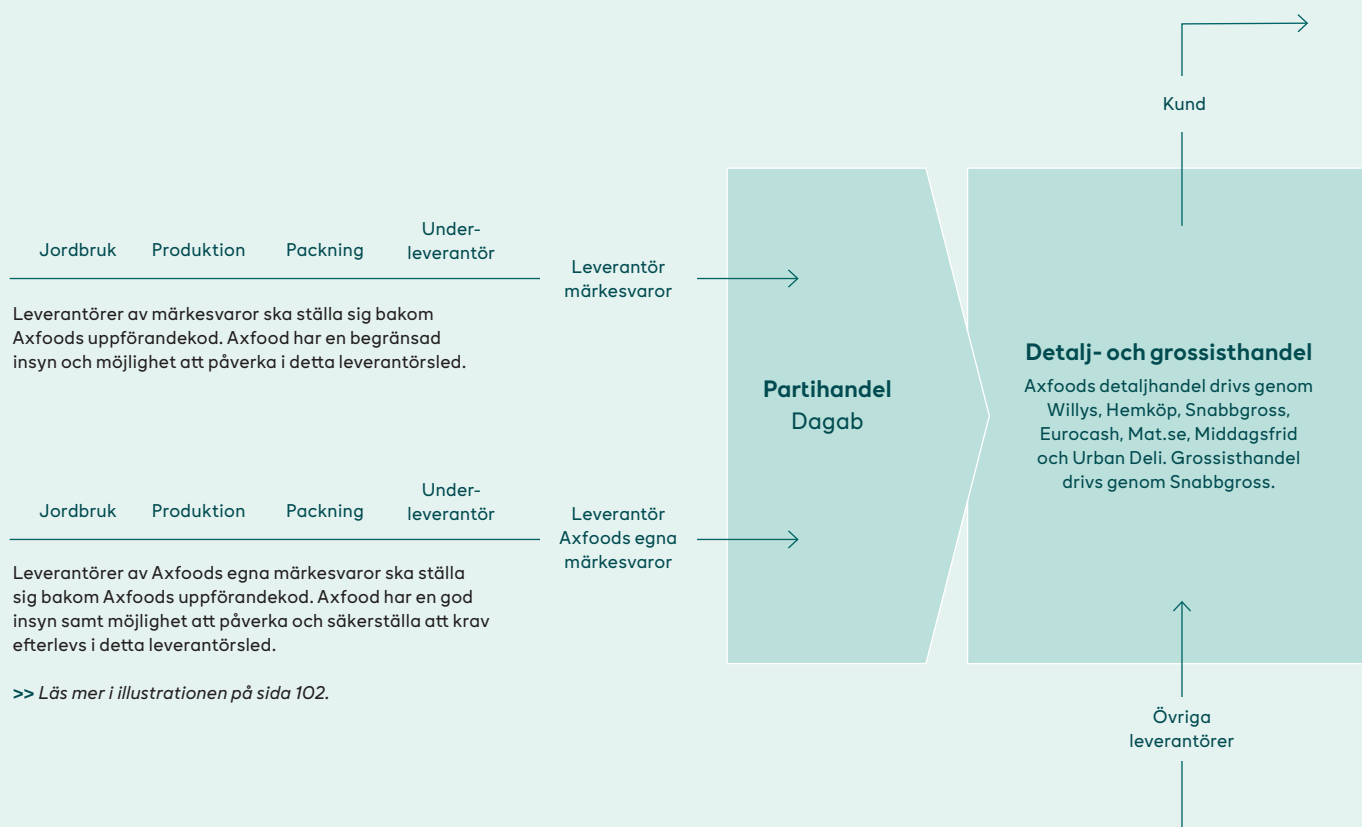 Kund
Jordbruk
Produktion
Packning
Under-
leverantör
Leverantör
märkesvaror
Leverantörer av märkesvaror ska ställa sig bakom
Axfoods uppförandekod. Axfood har en begränsad
insyn och möjlighet att påverka i detta leverantörsled.
Jordbruk
Produktion
Packning
Under-
leverantör
Leverantör
Axfoods egna
märkesvaror
Leverantörer av Axfoods egna märkesvaror ska ställa
sig bakom Axfoods uppförandekod. Axfood har en god
insyn samt möjlighet att påverka och säkerställa att krav
efterlevs i detta leverantörsled.
>> Läs mer i illustrationen på sida 102.
Partihandel
Dagab
Detalj- och grossisthandel
Axfoods detaljhandel drivs genom
Willys, Hemköp, Snabbgross,
Eurocash, Mat.se, Middagsfrid
och Urban Deli. Grossisthandel
drivs genom Snabbgross.
Övriga
leverantörer